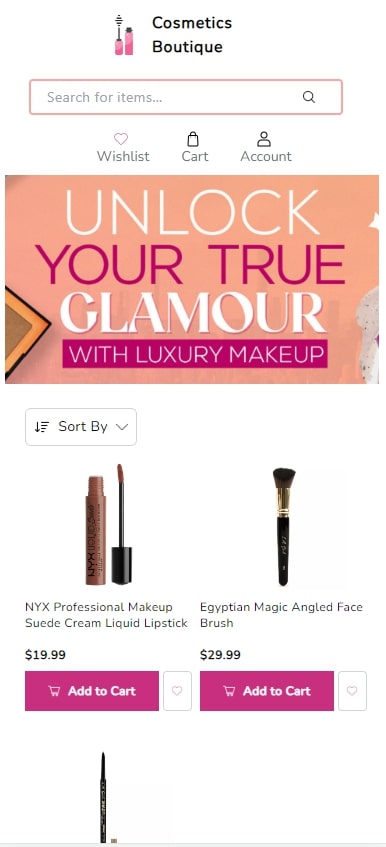 Cosmetics
Boutique
Search for items...
Wishlist
Cart
Account
UNLOCK
YOUR TRUE
GLAMOUR
WITH LUXURY MAKEUP
Sort By
NYX Professional Makeup
Suede Cream Liquid Lipstick
$19.99
Add to Cart
Egyptian Magic Angled Face
Brush
$29.99
Add to Cart